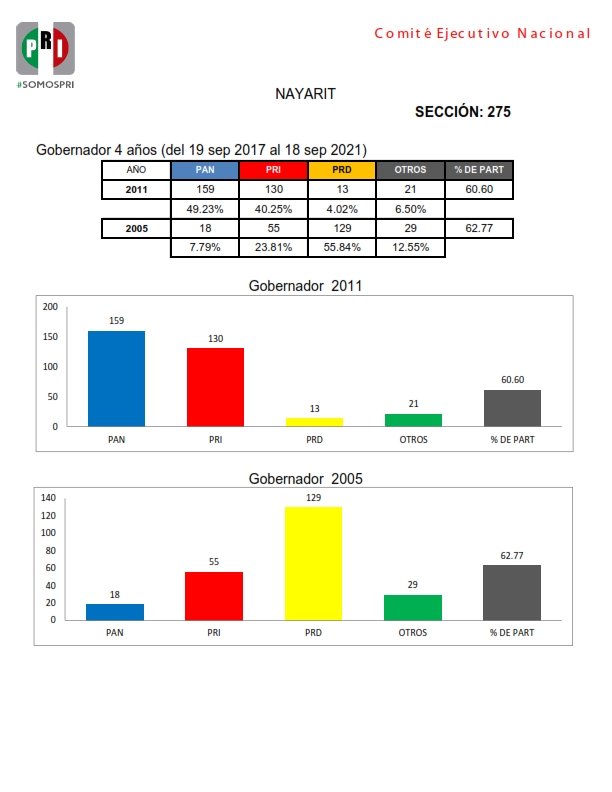 Comité Ejecutivo Nacional
PRI
#SOMOSPRI
NAYARIT
SECCIÓN: 275
Gobernador 4 años (del 19 sep 2017 al 18 sep 2021)
AÑO PAN PRI PRD OTROS % DE PART
2011 159 130 13 21 60.60
49.23% 40.25% 4.02% 6.50%
2005 18 55 129 29 62.77
7.79% 23.81% 55.84% 12.55%
Gobernador 2011
200
150
100
50
0
159
130
13
21
60.60
PAN PRI PRD OTROS % DE PART
Gobernador 2005
140
120
100
80
60
40
20
0
18
55
129
29
62.77
PAN PRI PRD OTROS % DE PART